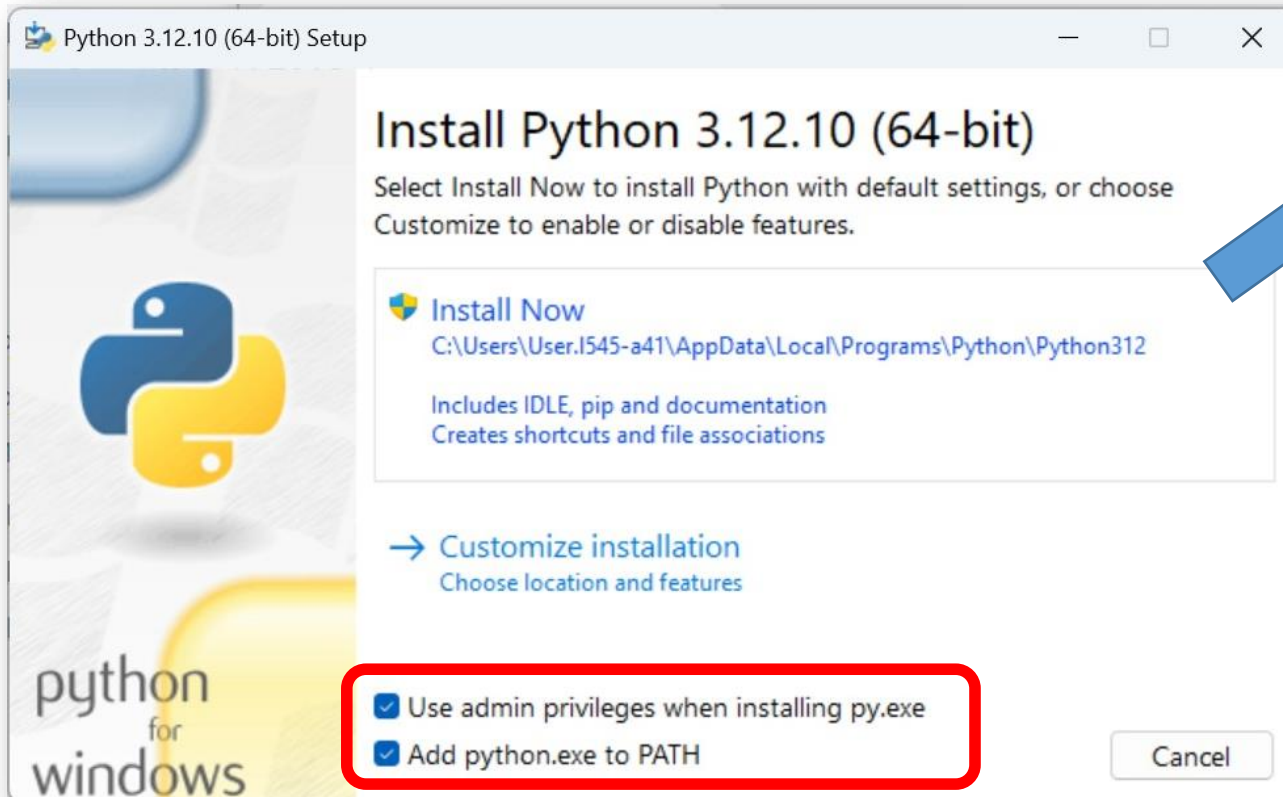 Python 3.12.10 (64-bit) Setup
Install Python 3.12.10 (64-bit)
Select Install Now to install Python with default settings, or choose
Customize to enable or disable features.
Install Now
C:\Users\User.I545-a41\AppData\Local\Programs\Python\Python312
Includes IDLE, pip and documentation
Creates shortcuts and file associations
Customize installation
Choose location and features
python
for
windows
Use admin privileges when installing py.exe
Add python.exe to PATH
Cancel